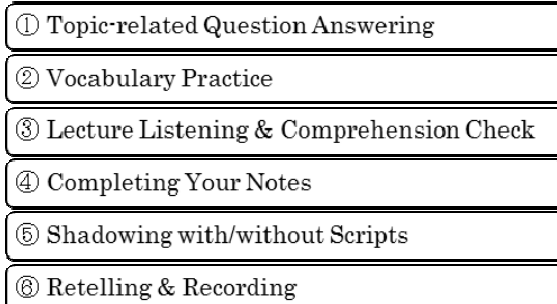 ① Topic-related Question Answering
② Vocabulary Practice
③ Lecture Listening & Comprehension Check
④ Completing Your Notes
⑤ Shadowing with/without Scripts
⑥ Retelling & Recording